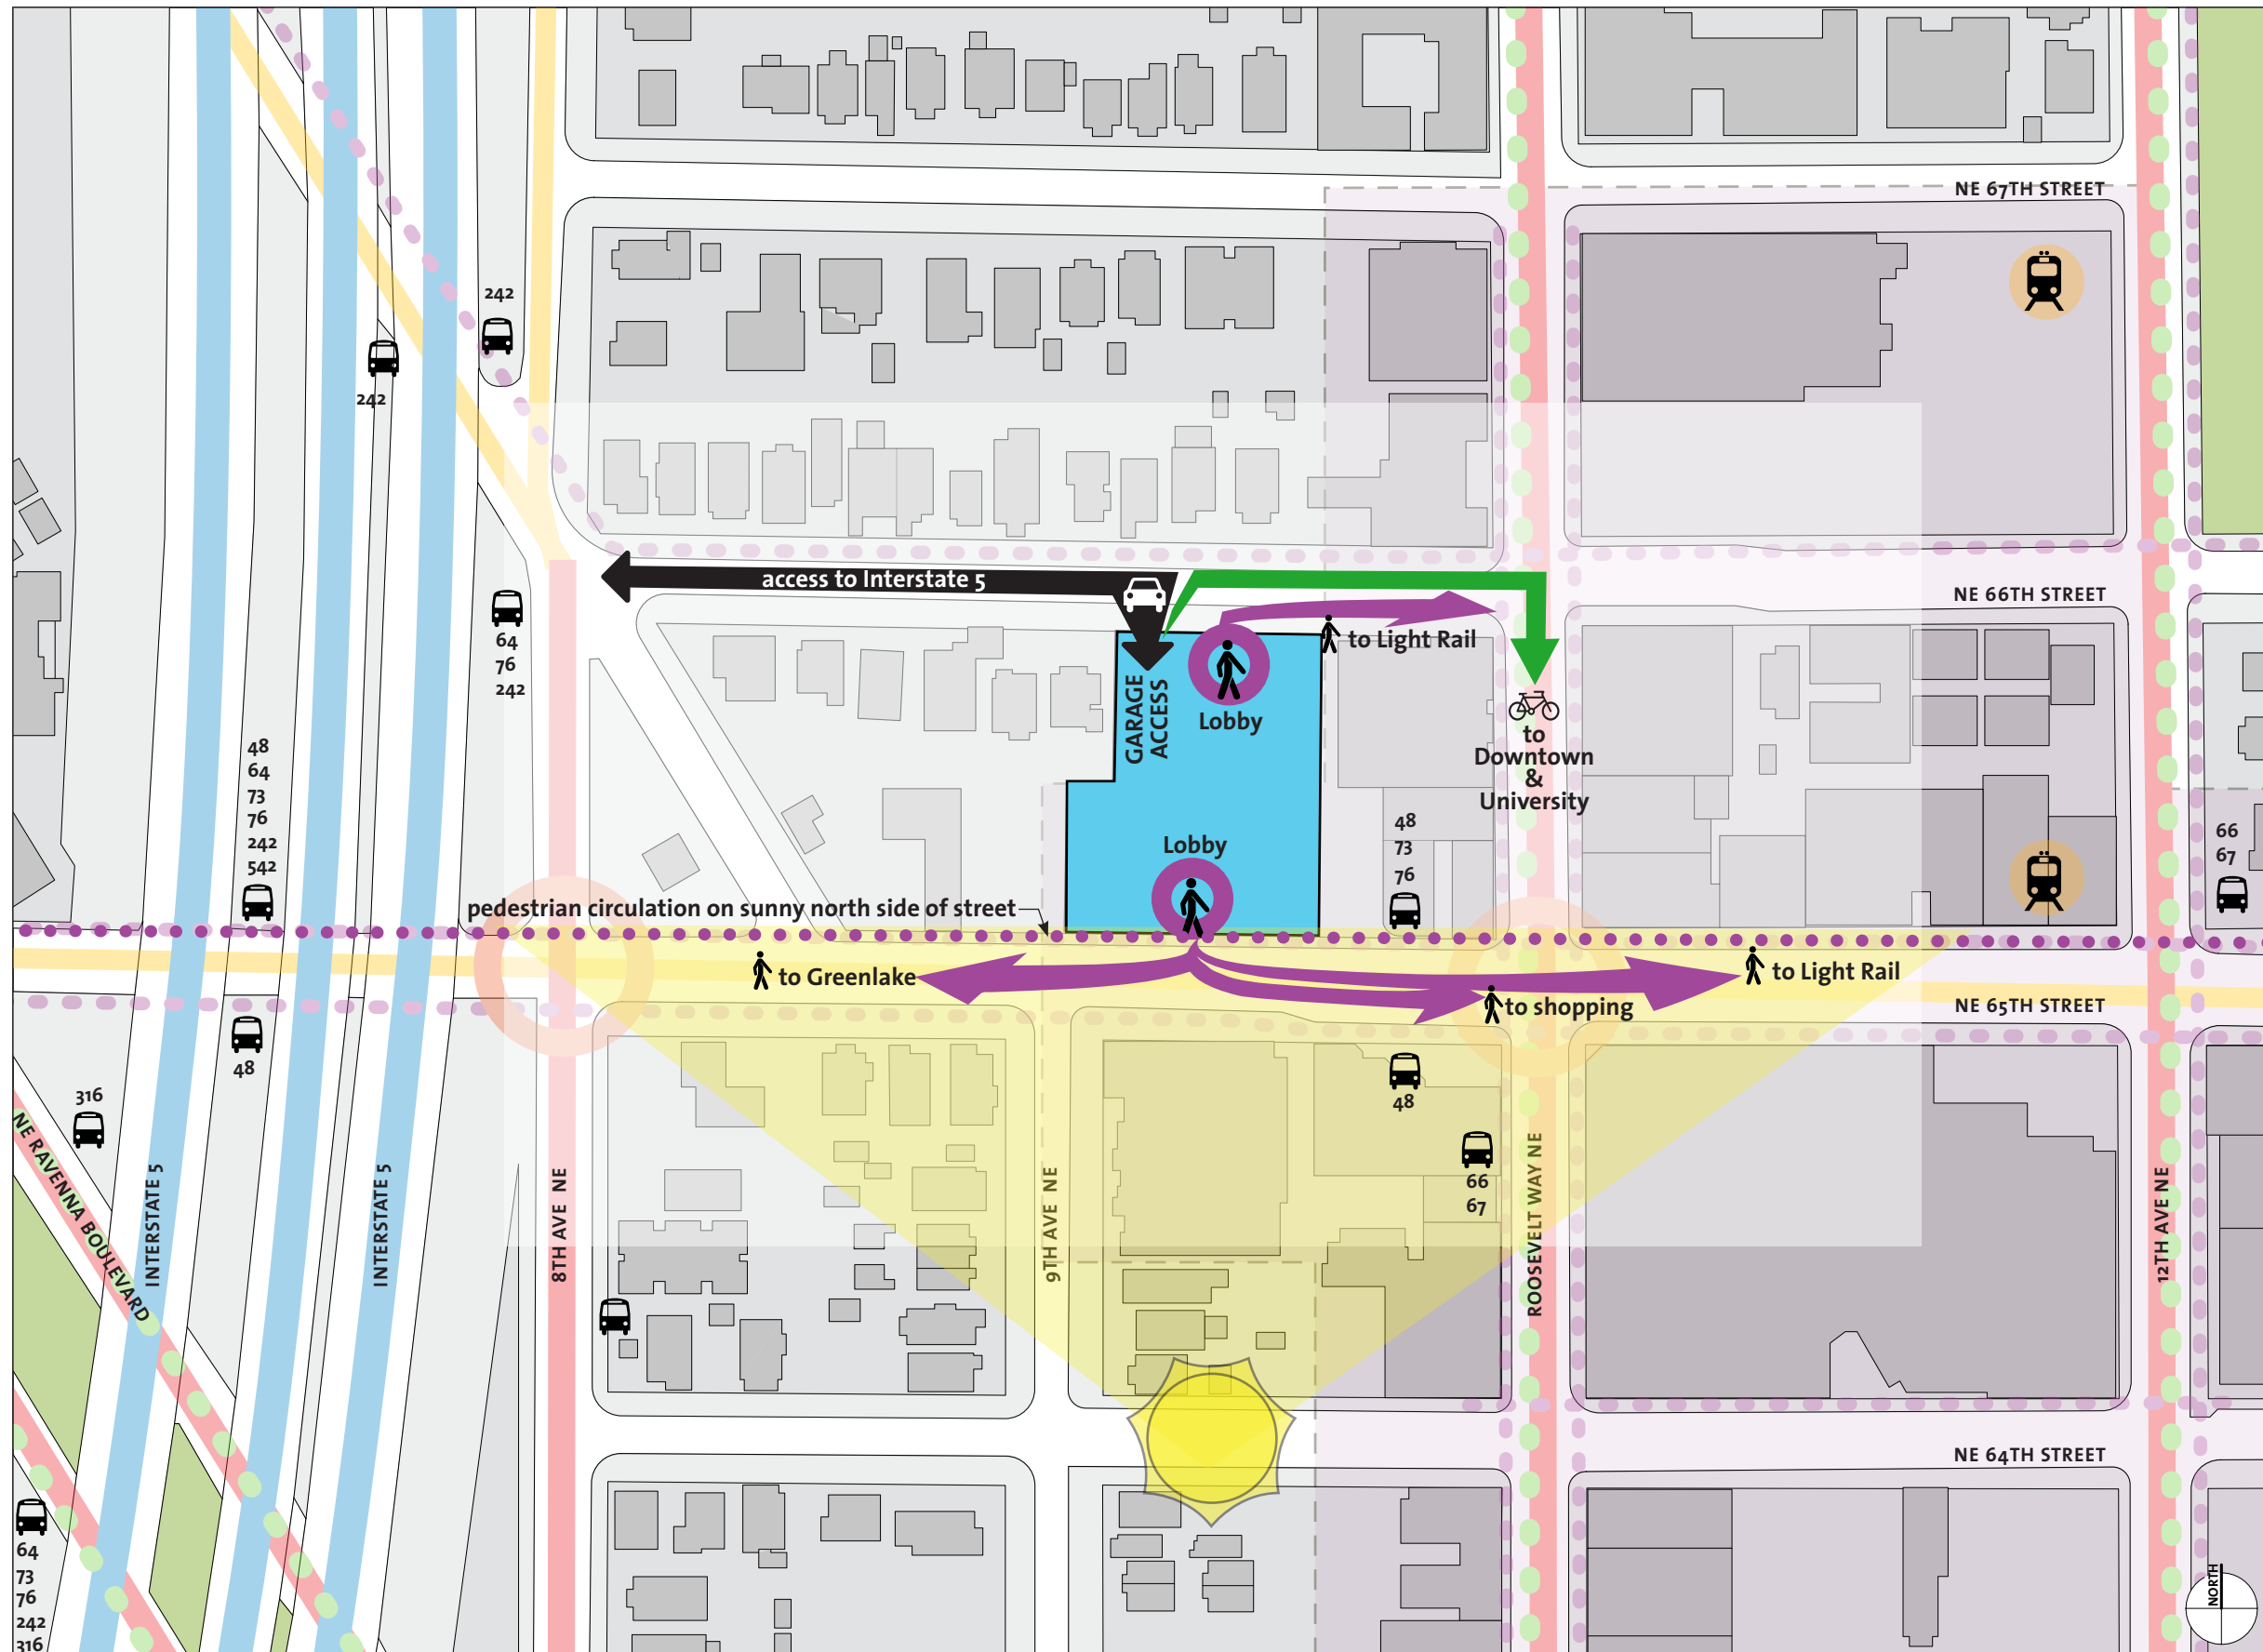 NE 67TH STREET
242
242
access to Interstate 5
NE 66TH STREET
to Light Rail
64
76
242
GARAGE
ACCESS
Lobby
to
Downtown
&
University
48
64
73
76
242
542
48
73
76
66
67
Lobby
pedestrian circulation on sunny north side of street
to Greenlake
to Light Rail
to shopping
NE 65TH STREET
48
316
48
66
67
NE RAVENNA BOULEVARD
INTERSTATE 5
INTERSTATE 5
8TH AVE NE
9TH AVE NE
ROOSEVELT WAY NE
12TH AVE NE
NE 64TH STREET
64
73
76
242
316
NORTH